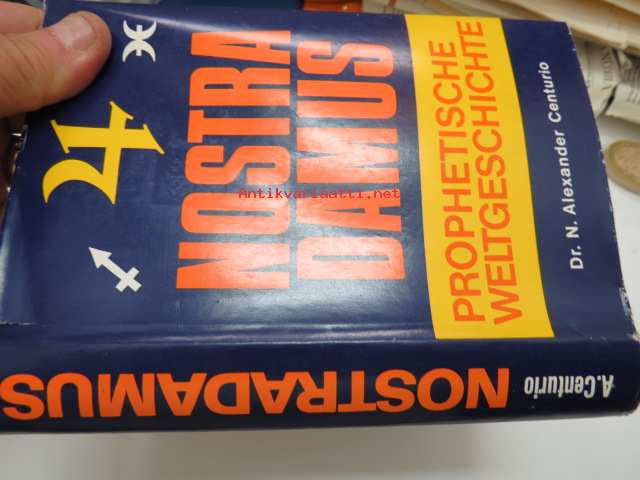 NOSTRA
DAMUS
PROPHETISCHE
WELTGESCHICHTE
Dr. N. Alexander Centurio
A.Centurio
NOSTRADAMUS
Antikvariaatti.net